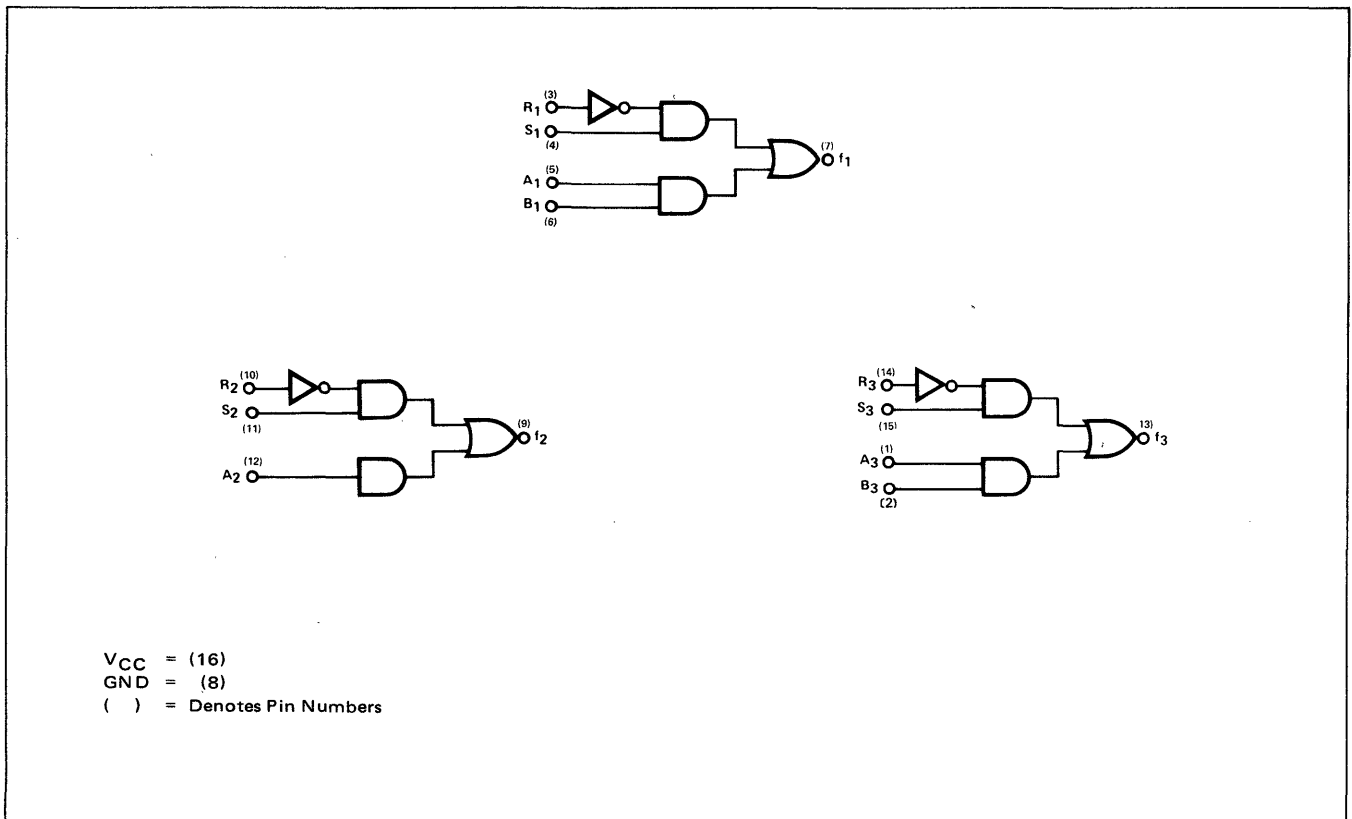 (3)
R1
S1
(4)
(7)
f1
(5)
A1
B1
(6)
(10)
R2
S2
(11)
(9)
f2
(12)
A2
(14)
R3
S3
(15)
13)
f3
(1)
A3
B3
(2)
VCC = (16)
GND = (8)
( ) = Denotes Pin Numbers